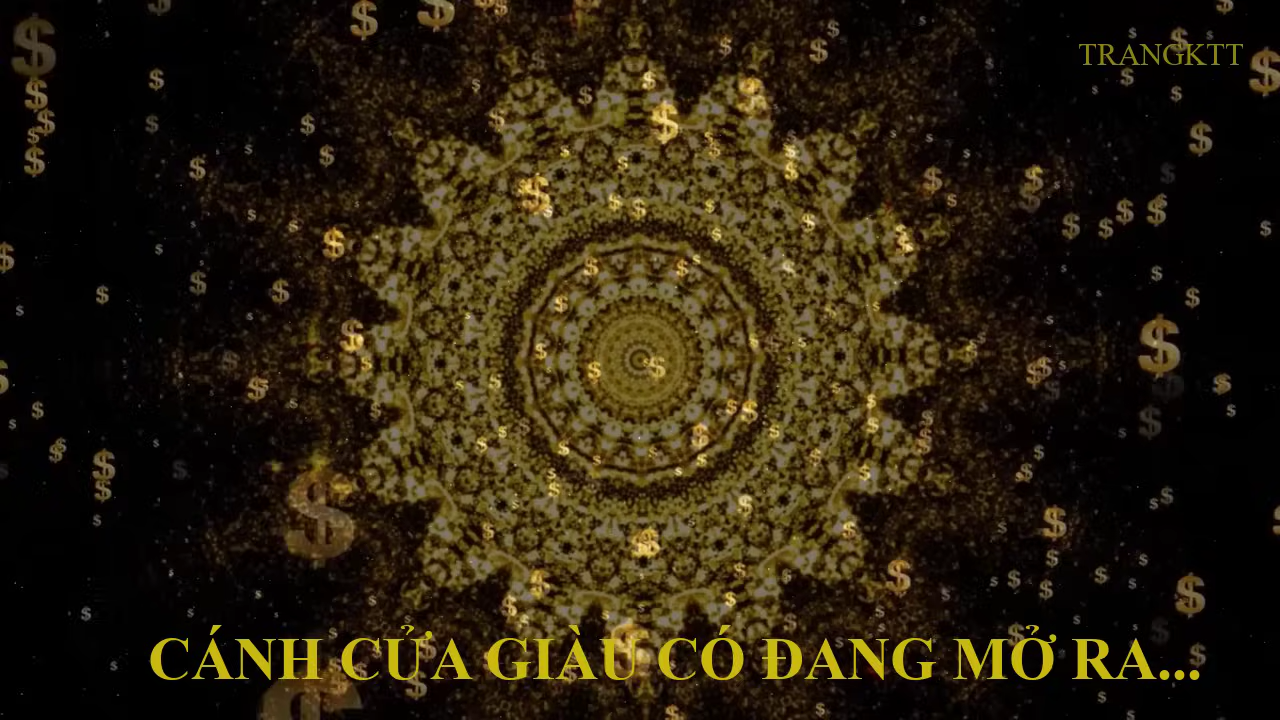 TRANGKTT
CÁNH CỬA GIÀU CÓ ĐANG MỞ RA...